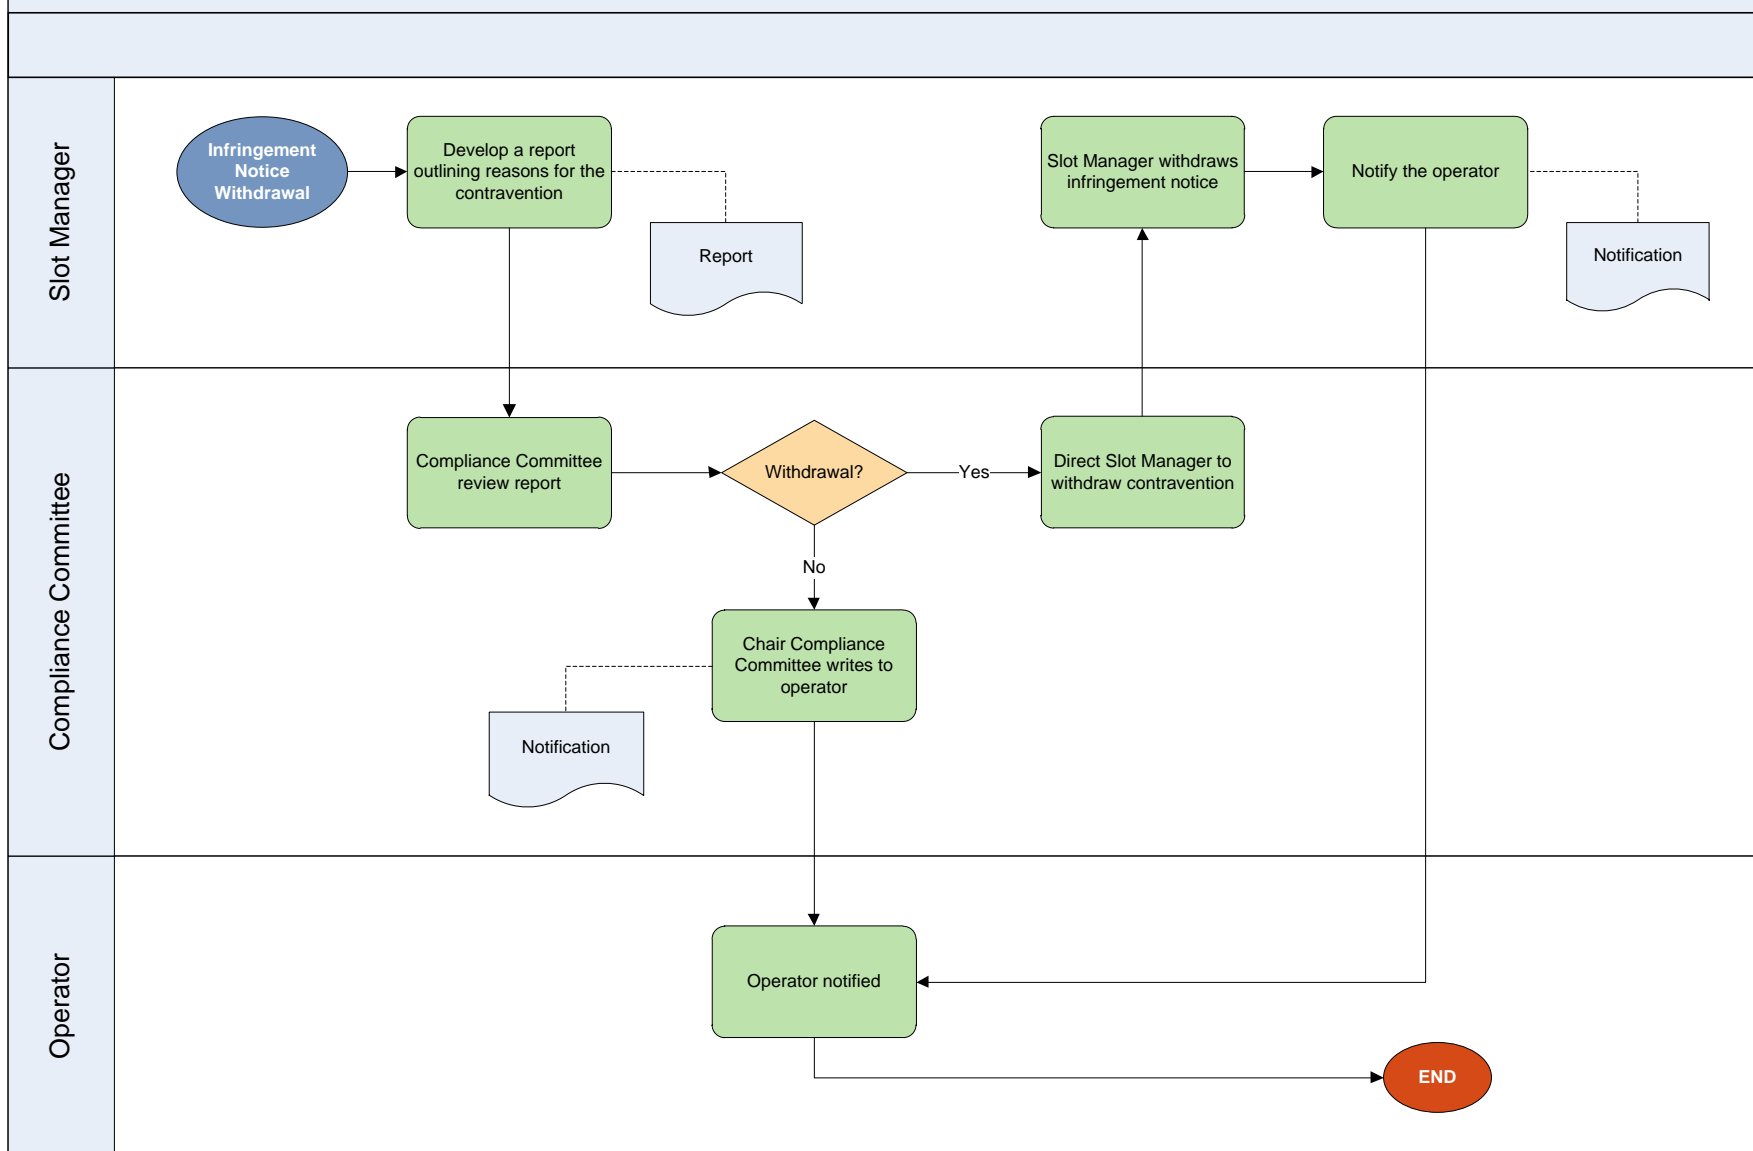 Slot Manager
Infringement
Notice
Withdrawal
Develop a report
outlining reasons for the
contravention
Report
Slot Manager withdraws
infringement notice
Notify the operator
Notification
Compliance Committee
Compliance Committee
review report
Withdrawal?
Yes
Direct Slot Manager to
withdraw contravention
No
Chair Compliance
Committee writes to
operator
Notification
Operator
Operator notified
END